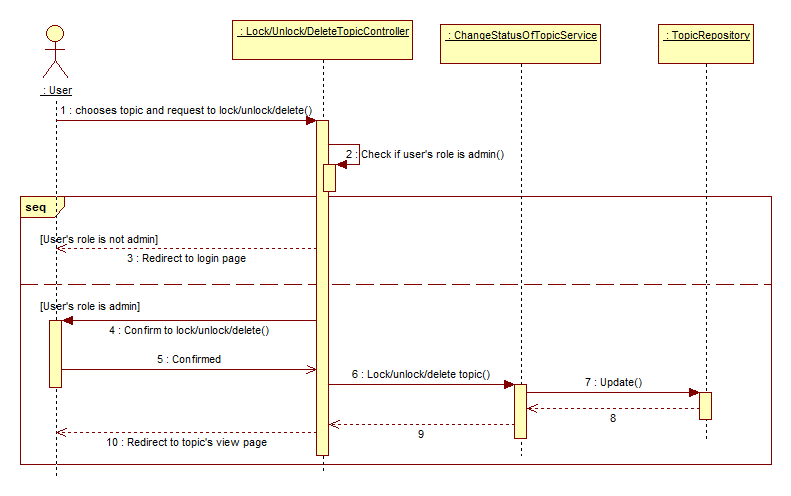 : Lock/Unlock/DeleteTopicController
: ChangeStatusOfTopicService
: TopicRepository
: User
1 : chooses topic and request to lock/unlock/delete()
2 : Check if user's role is admin()
seq
[User's role is not admin]
3 : Redirect to login page
[User's role is admin]
4 : Confirm to lock/unlock/delete()
5 : Confirmed
6 : Lock/unlock/delete topic()
7 : Update()
8
9
10 : Redirect to topic's view page